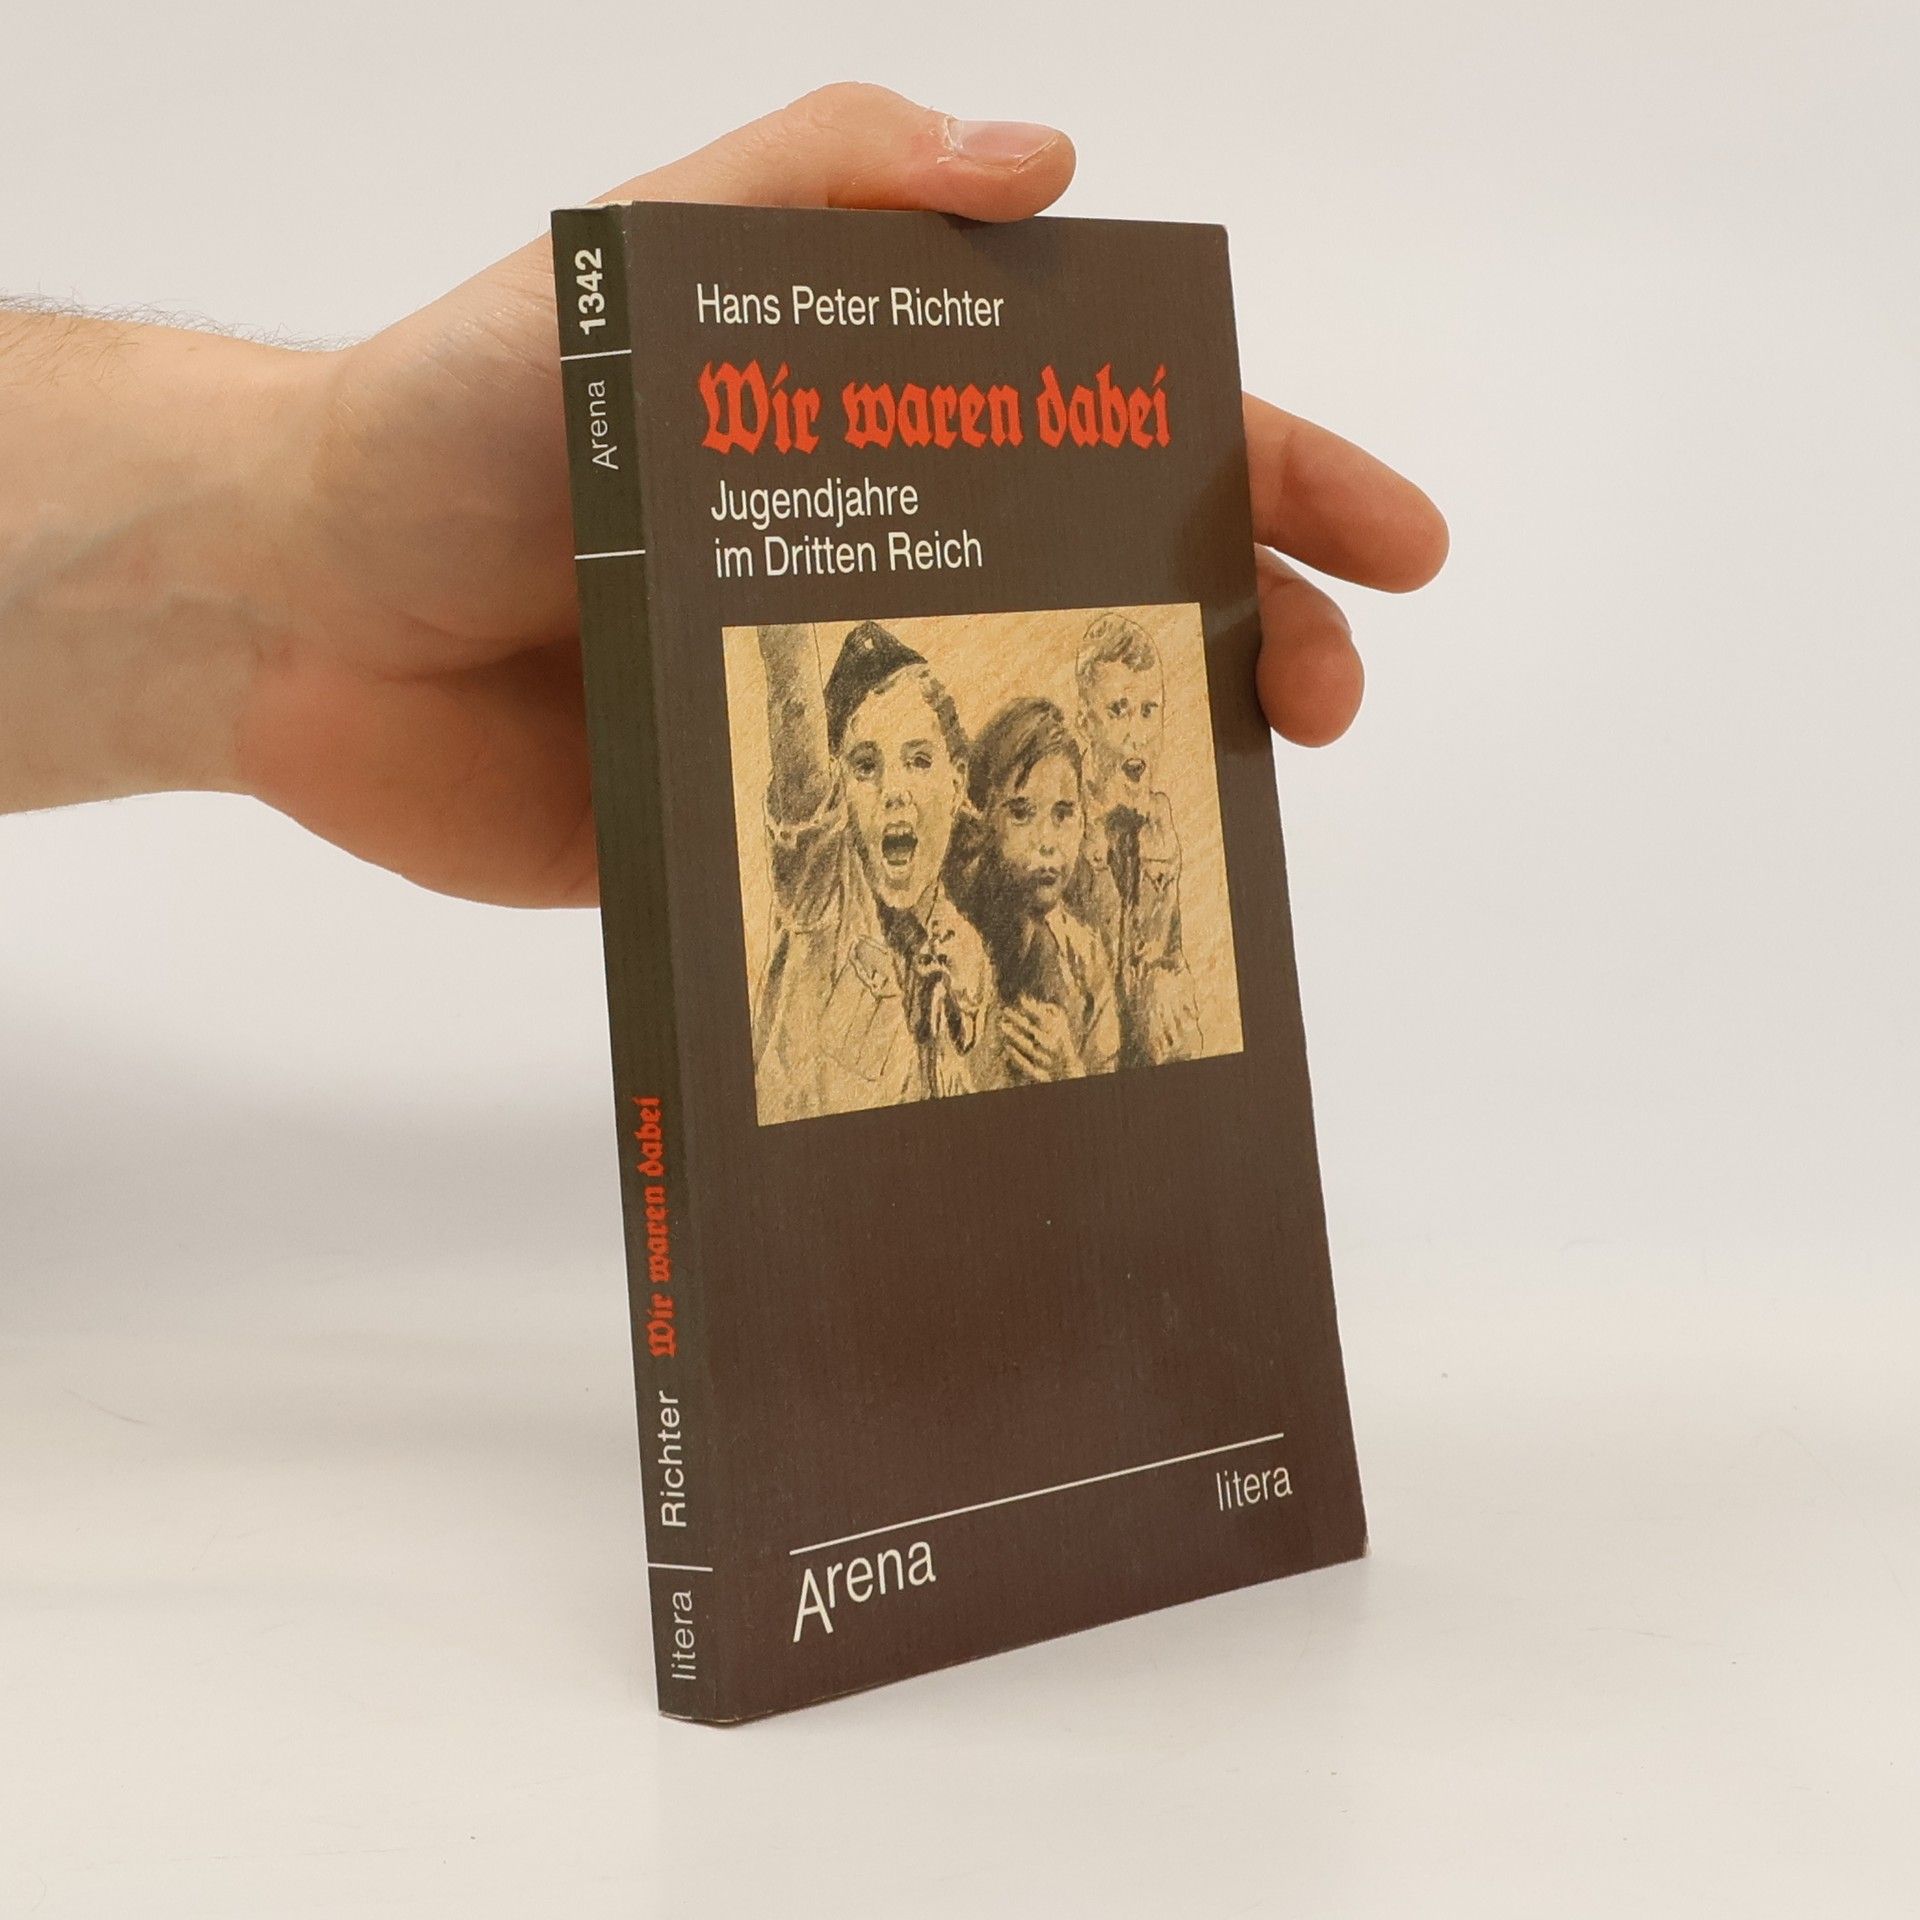 Hans Peter Richter
Wir waren dabei
Jugendjahre
im Dritten Reich
litera
Arena
1342
Arena
Wir waren dabei
Richter
litera